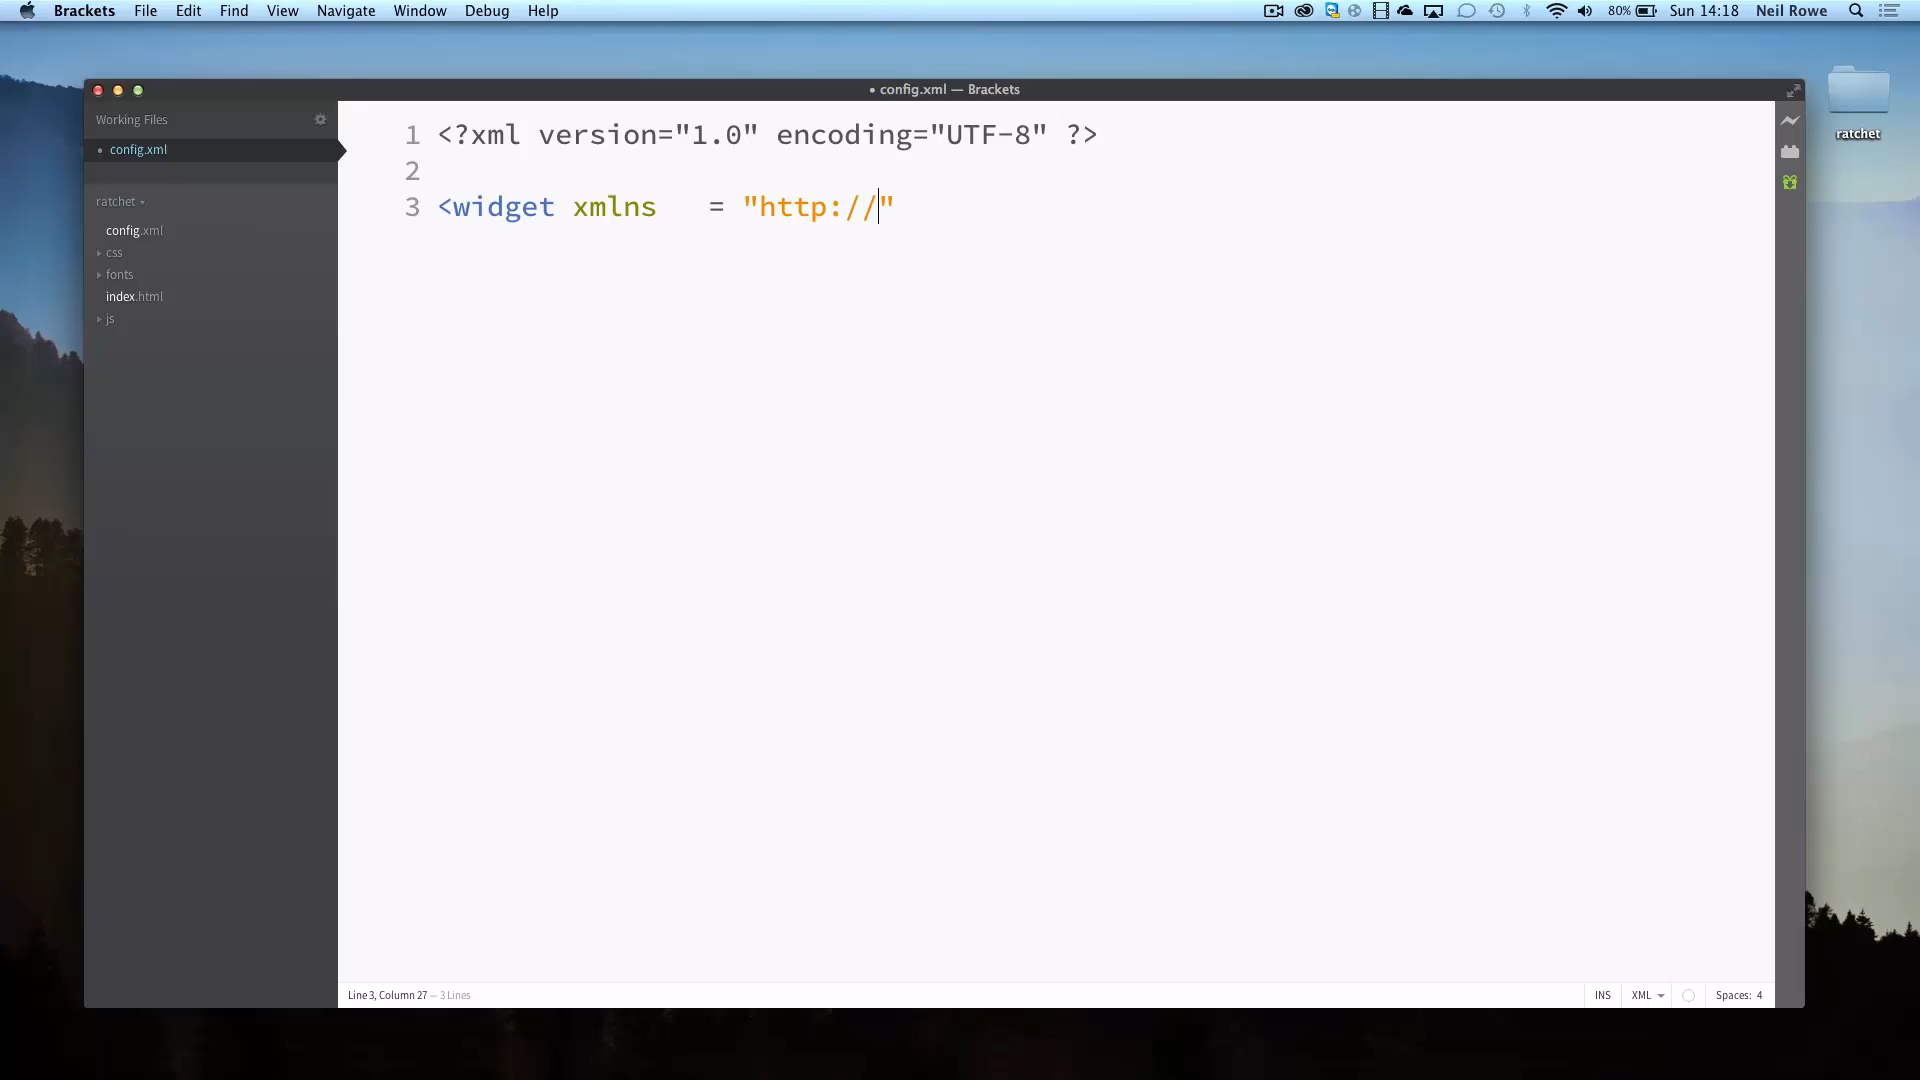 Brackets File Edit Find View Navigate Window Debug Help 80% Sun 14:18 Neil Rowe
• config.xml — Brackets
Working Files
• config.xml
ratchet
config.xml
css
fonts
index.html
js
1 <?xml version="1.0" encoding="UTF-8" ?>
2
3 <widget xmlns   = "http://"
ratchet
Line 3, Column 27 — 3 Lines
INS XML Spaces: 4